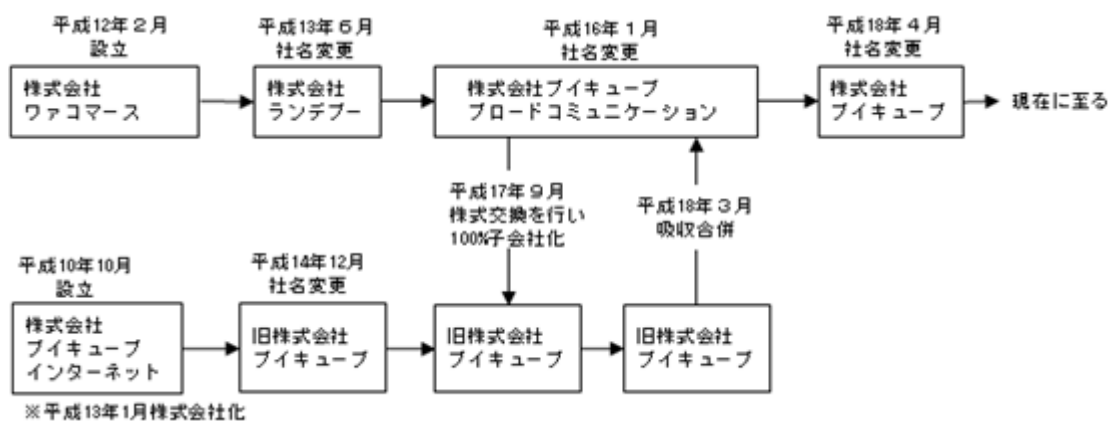 平成12年2月
設立
株式会社
ワァコマース
平成13年6月
社名変更
株式会社
ランデブー
平成16年1月
社名変更
株式会社ブイキューブ
ブロードコミュニケーション
平成18年4月
社名変更
株式会社
ブイキューブ
現在に至る
平成17年9月
株式交換を行い
100%子会社化
平成18年3月
吸収合併
平成10年10月
設立
株式会社
ブイキューブ
インターネット
※平成13年1月株式会社化
平成14年12月
社名変更
旧株式会社
ブイキューブ
旧株式会社
ブイキューブ
旧株式会社
ブイキューブ